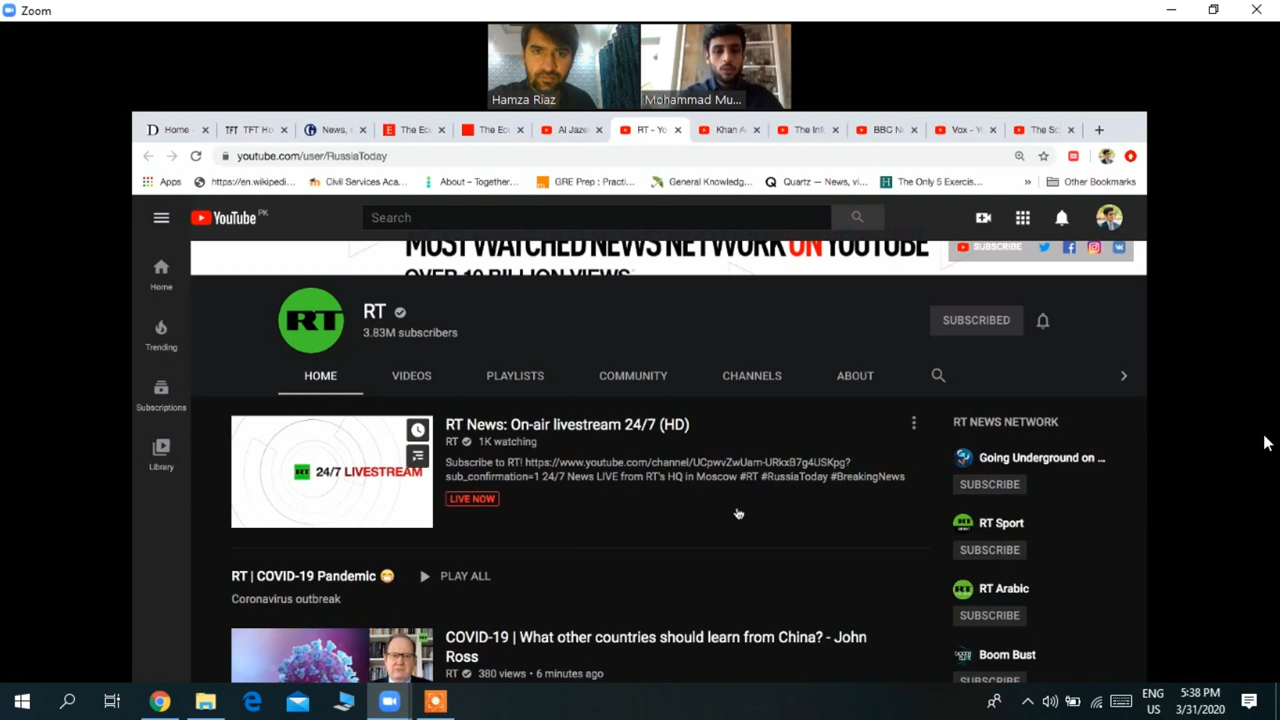 Zoom
Hamza Riaz
Mohammad Mu...
Home -
TFT Ho
News, s
The Ec
The Ec
Al Jaze
RT - Yo
Khan A
The Inf
BBC N
Vox - Y
The Sc
youtube.com/user/RussiaToday
Apps
https://en.wikipedi...
Civil Services Aca...
About – Together...
GRE Prep : Practi...
General Knowledg...
Quartz — News, vi...
The Only 5 Exercis...
»
Other Bookmarks
YouTube PK
Search
MOST WATCHED NEWS NETWORK ON YOUTUBE
OVER 10 BILLION VIEWS
SUBSCRIBE
RT
RT
3.83M subscribers
SUBSCRIBED
Home
Trending
Subscriptions
Library
HOME
VIDEOS
PLAYLISTS
COMMUNITY
CHANNELS
ABOUT
RT 24/7 LIVESTREAM
RT News: On-air livestream 24/7 (HD)
RT 1K watching
Subscribe to RT! https://www.youtube.com/channel/UCpwvZwUam-URkxB7g4USKpg?
sub_confirmation=1 24/7 News LIVE from RT's HQ in Moscow #RT #RussiaToday #BreakingNews
LIVE NOW
RT NEWS NETWORK
Going Underground on ...
SUBSCRIBE
RT Sport
SUBSCRIBE
RT Arabic
SUBSCRIBE
Boom Bust
SUBSCRIBE
RT | COVID-19 Pandemic 😁
PLAY ALL
Coronavirus outbreak
COVID-19 | What other countries should learn from China? - John
Ross
RT 380 views • 6 minutes ago
ENG
US
5:38 PM
3/31/2020